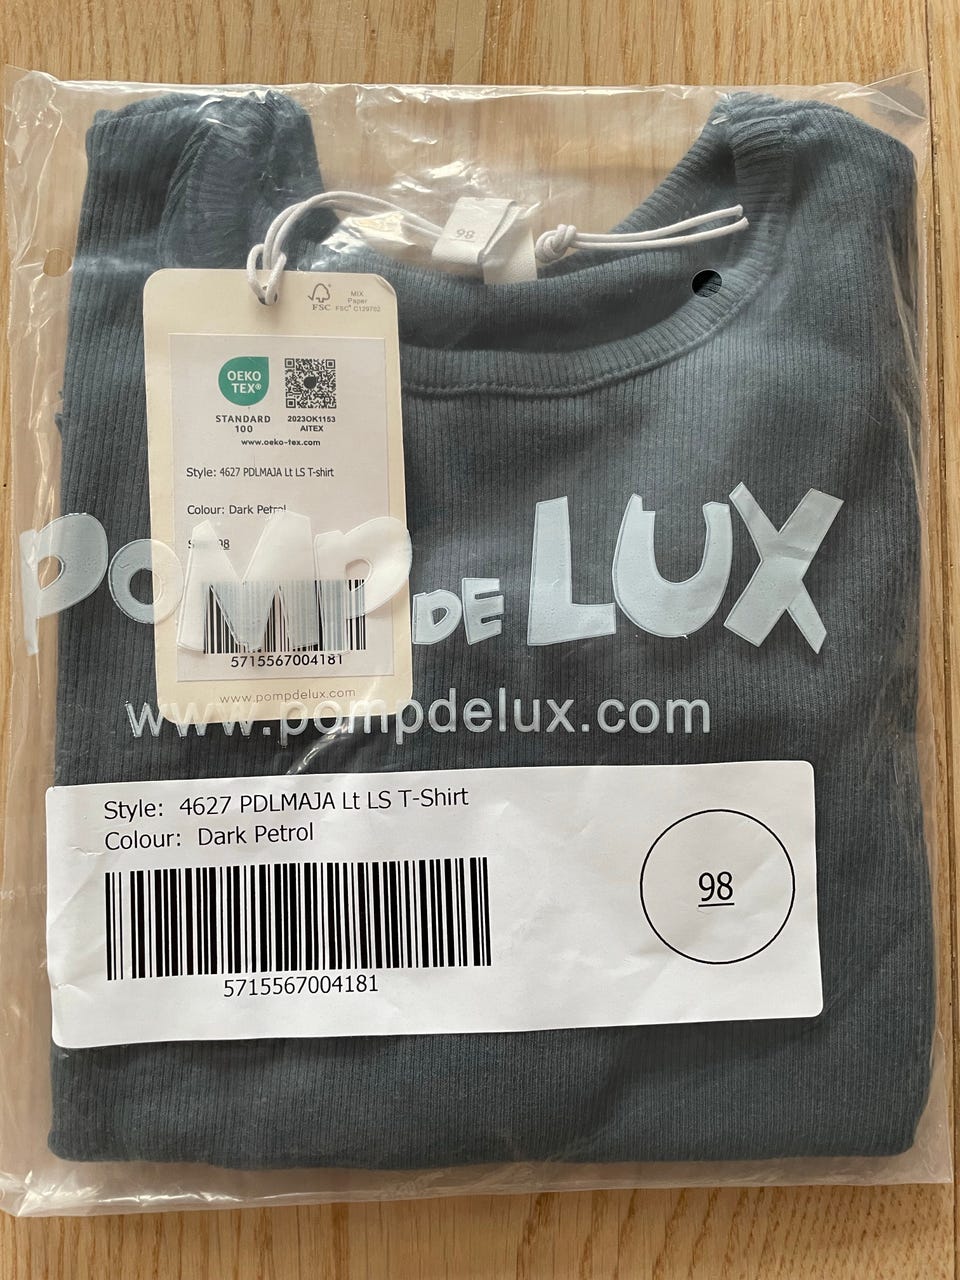 98
FSC
MIX
Paper
FSC® C129702
OEKO
TEX®
STANDARD
100
2023OK1153
AITEX
www.oeko-tex.com
Style: 4627 PDLMAJA Lt LS T-shirt
Colour: Dark Petrol
98
5715567004181
www.pompdelux.com
POMP DE LUX
www.pompdelux.com
Style: 4627 PDLMAJA Lt LS T-Shirt
Colour: Dark Petrol
98
5715567004181